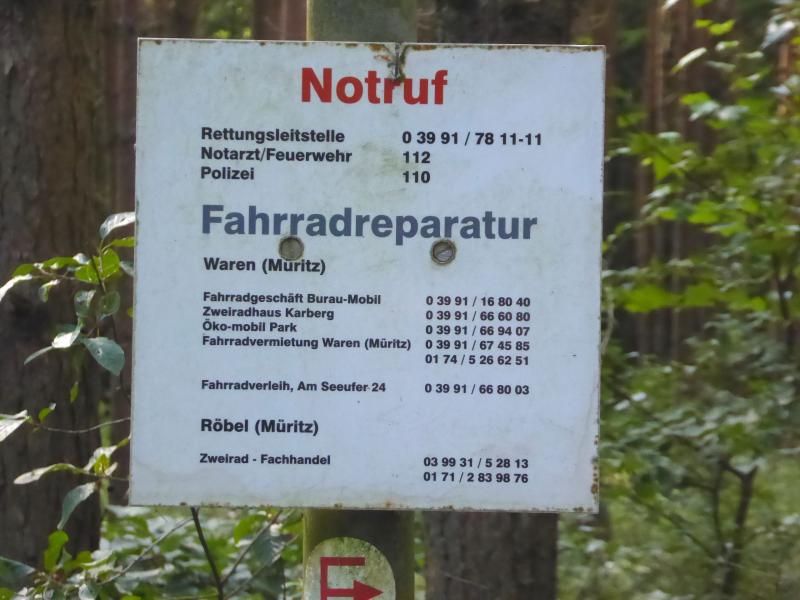 Notruf
Rettungsleitstelle 0 39 91 / 78 11-11
Notarzt/Feuerwehr 112
Polizei 110
Fahrradreparatur
Waren (Müritz)
Fahrradgeschäft Burau-Mobil 0 39 91 / 16 80 40
Zweiradhaus Karberg 0 39 91 / 66 60 80
Öko-mobil Park 0 39 91 / 66 94 07
Fahrradvermietung Waren (Müritz) 0 39 91 / 67 45 85
01 74 / 5 26 62 51
Fahrradverleih, Am Seeufer 24 0 39 91 / 66 80 03
Röbel (Müritz)
Zweirad - Fachhandel 03 99 31 / 5 28 13
01 71 / 2 83 98 76